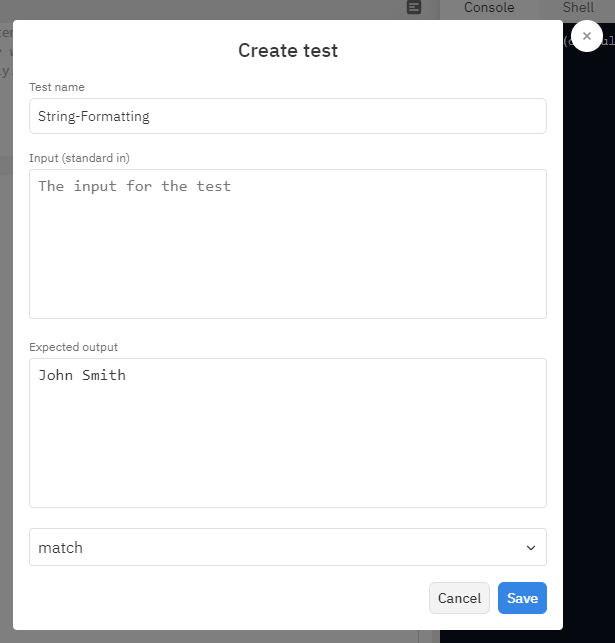 Console Shell
Create test
Test name
String-Formatting
Input (standard in)
The input for the test
Expected output
John Smith
match
Cancel Save